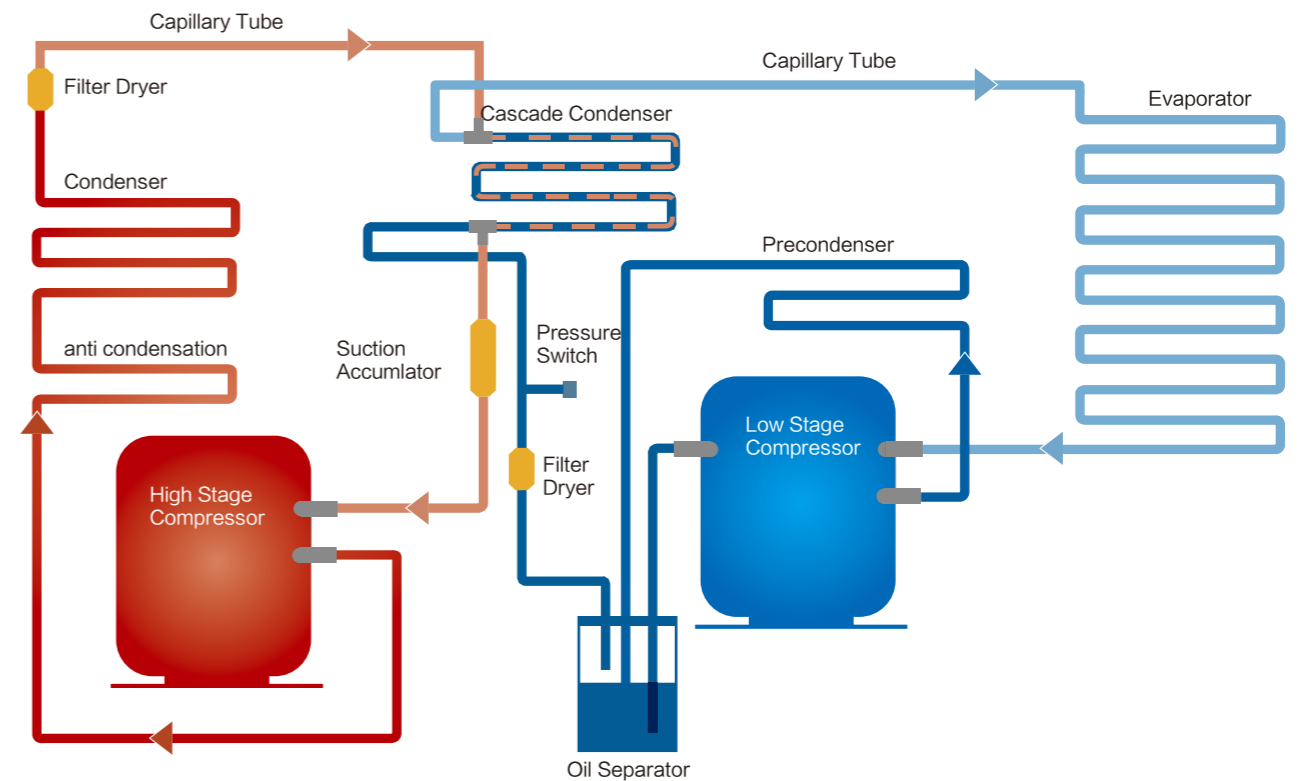 Capillary Tube
Filter Dryer
Capillary Tube
Evaporator
Cascade Condenser
Condenser
Precondenser
anti condensation
Suction
Accumlator
Pressure
Switch
Low Stage
Compressor
Filter
Dryer
High Stage
Compressor
Oil Separator